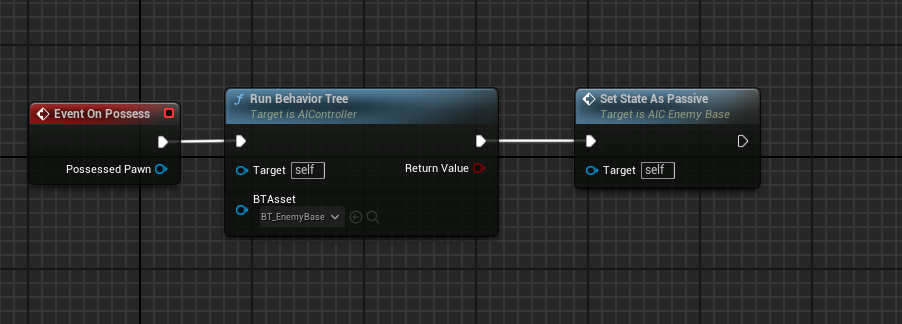 Event On Possess
Possessed Pawn
f Run Behavior Tree
Target is AIController
Target self
Return Value
BTAsset
BT_EnemyBase
Set State As Passive
Target is AIC Enemy Base
Target self